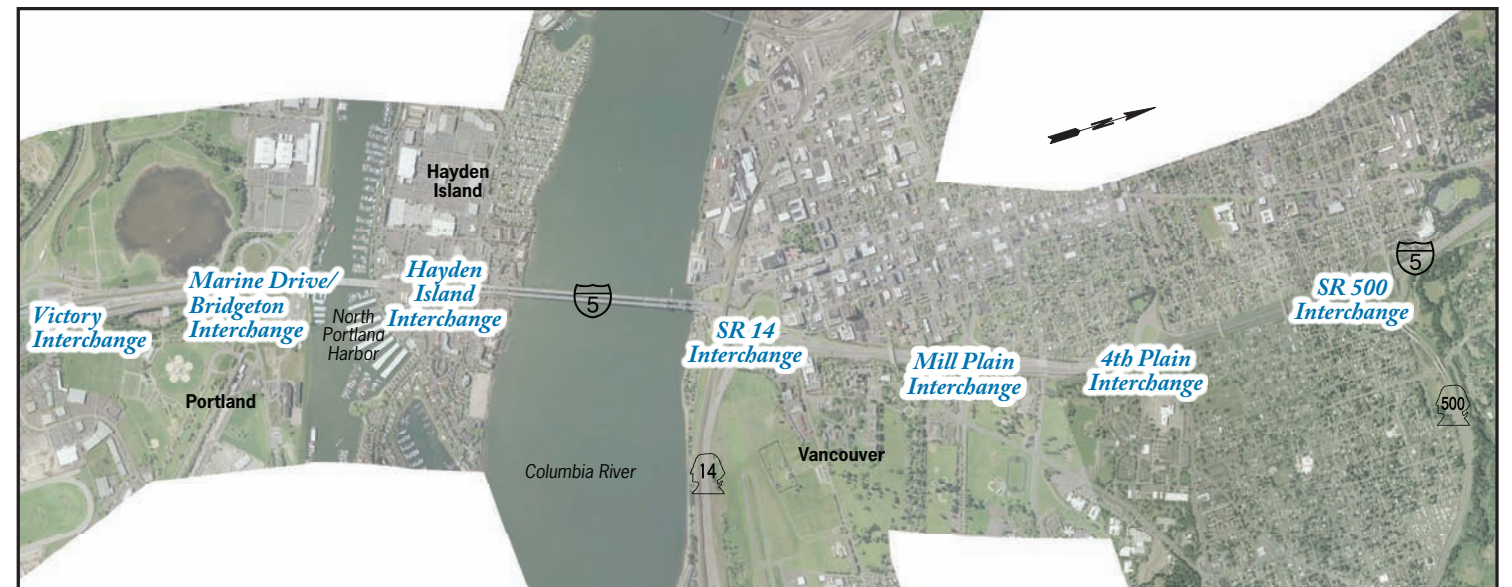 Hayden
Island
Marine Drive/
Bridgeton
Interchange
Hayden
Island
Interchange
Victory
Interchange
North
Portland
Harbor
Portland
5
Columbia River
SR 14
Interchange
14
Vancouver
Mill Plain
Interchange
4th Plain
Interchange
SR 500
Interchange
5
500
N